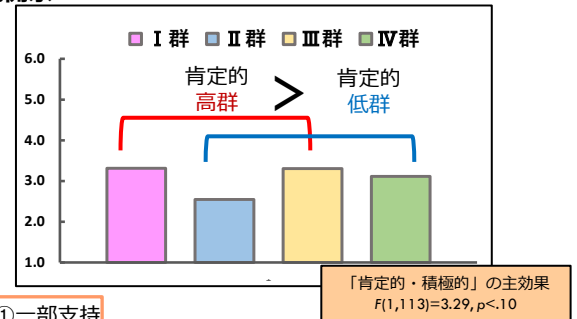 Ⅰ群 Ⅱ群 Ⅲ群 Ⅳ群
6.0
5.0
4.0
3.0
2.0
1.0
肯定的
高群
>
肯定的
低群
「肯定的・積極的」の主効果
F(1,113)=3.29, p<.10
①一部支持